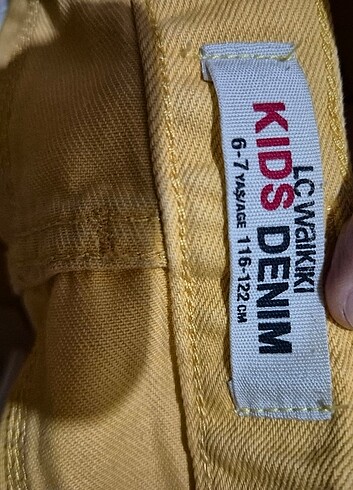 LC WAIKIKI
KIDS DENIM
6-7 YAŞ/AGE 116-122 CM